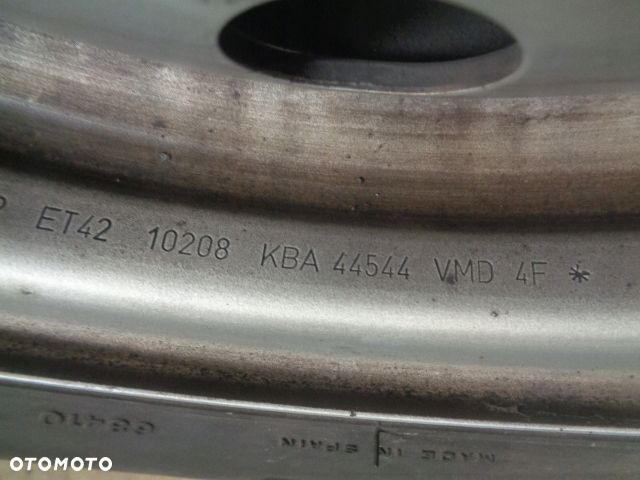 ET42 10208 KBA 44544 VMD 4F *
MADE IN SPAIN
OTOMOTO